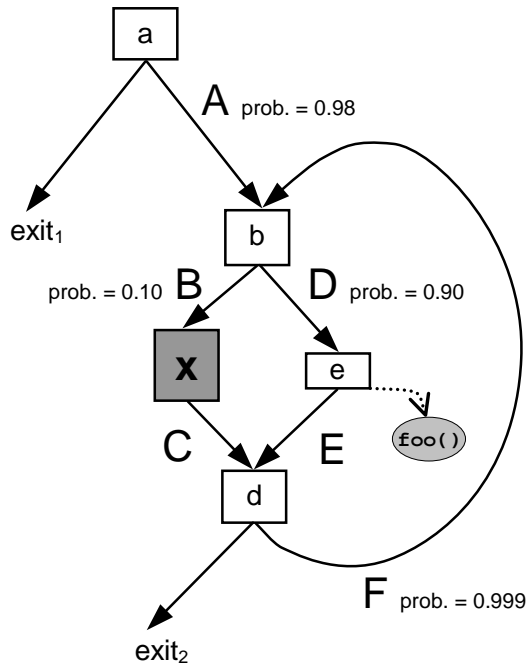 a
A prob. = 0.98
exit₁
b
prob. = 0.10 B
D prob. = 0.90
x
e
foo()
C
E
d
F prob. = 0.999
exit₂